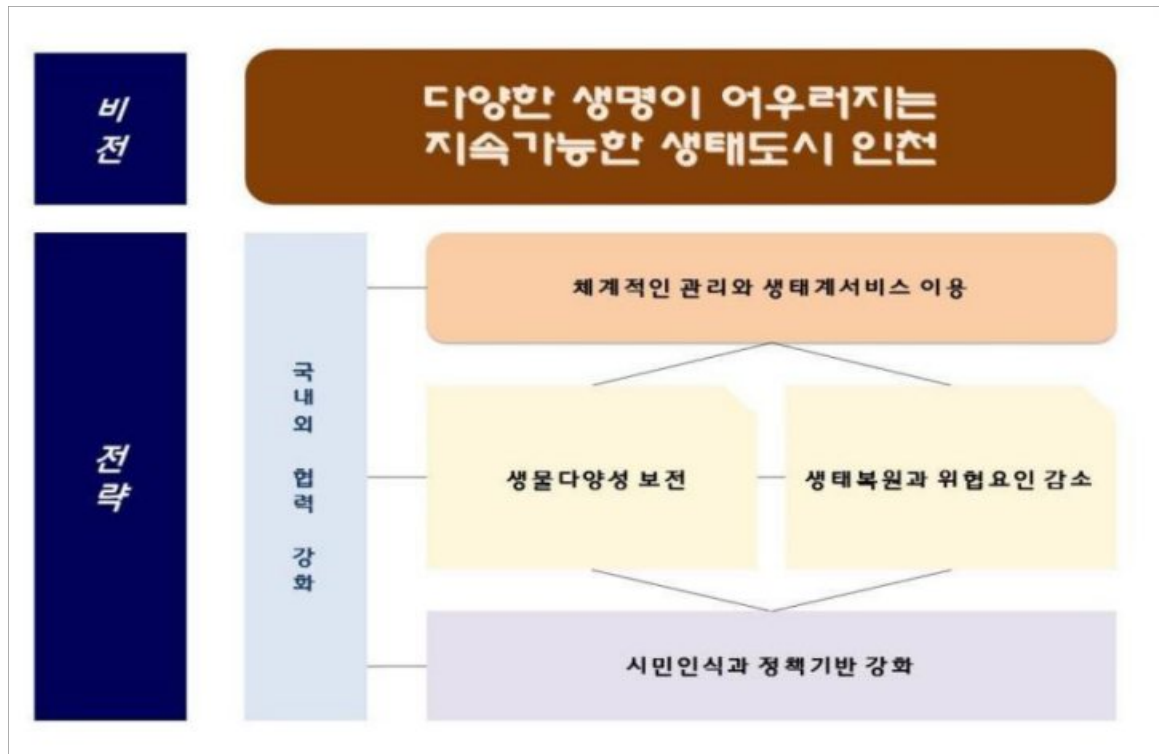 비전
다양한 생명이 어우러지는
지속가능한 생태도시 인천
전략
국내외 협력 강화
체계적인 관리와 생태계서비스 이용
생물다양성 보전
생태복원과 위협요인 감소
시민인식과 정책기반 강화